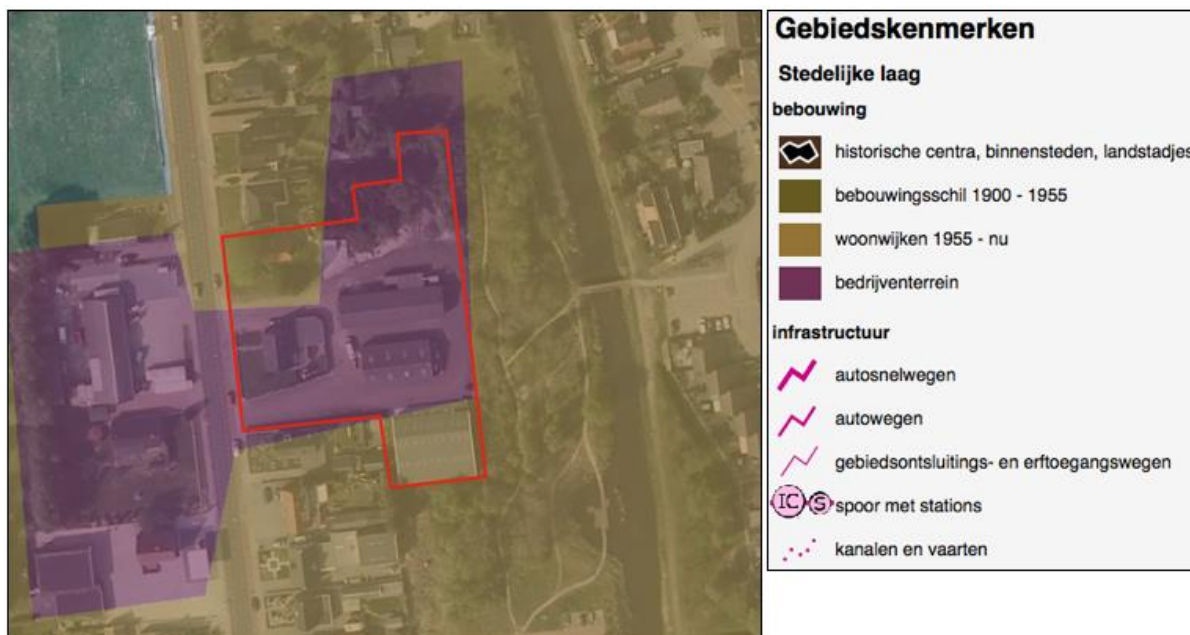 Gebiedskenmerken
Stedelijke laag
bebouwing
historische centra, binnensteden, landstadjes
bebouwingsschil 1900 - 1955
woonwijken 1955 - nu
bedrijventerrein
infrastructuur
autosnelwegen
autowegen
gebiedsontsluitings- en erftoegangswegen
IC S spoor met stations
kanalen en vaarten